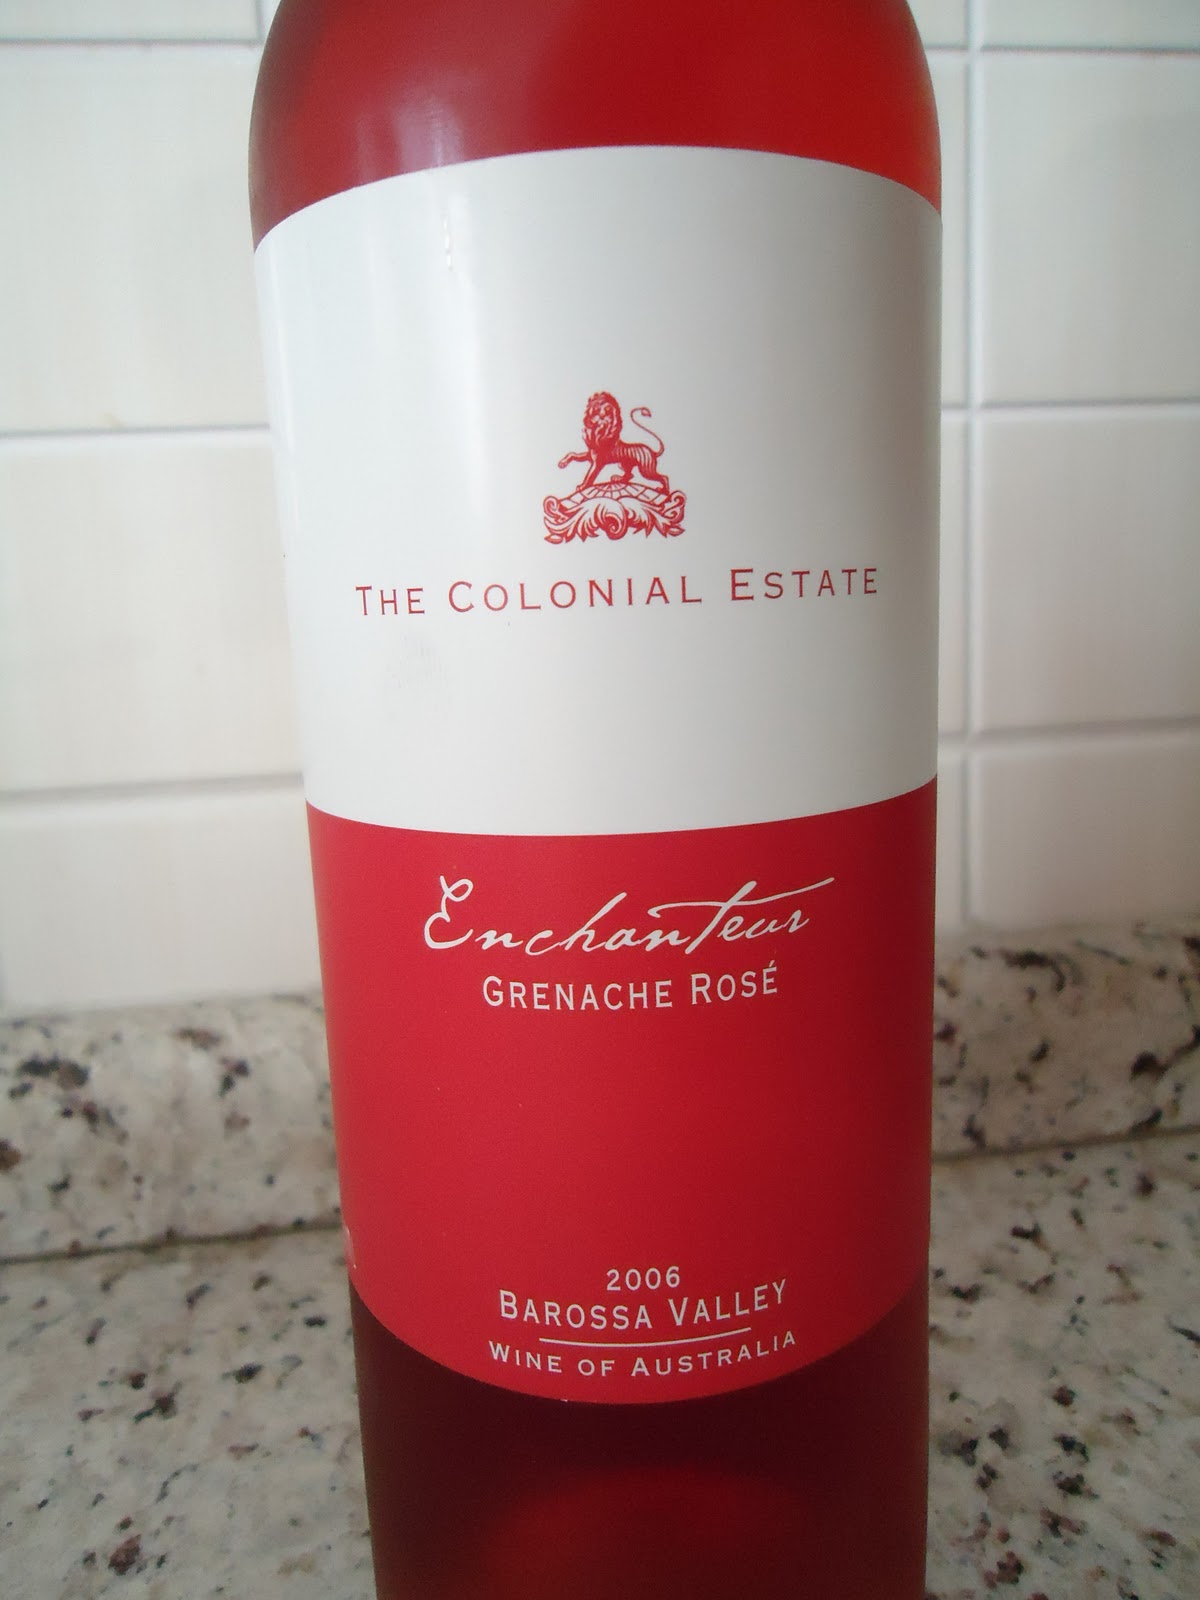 THE COLONIAL ESTATE
Enchanteur
GRENACHE ROSÉ
2006
BAROSSA VALLEY
WINE OF AUSTRALIA